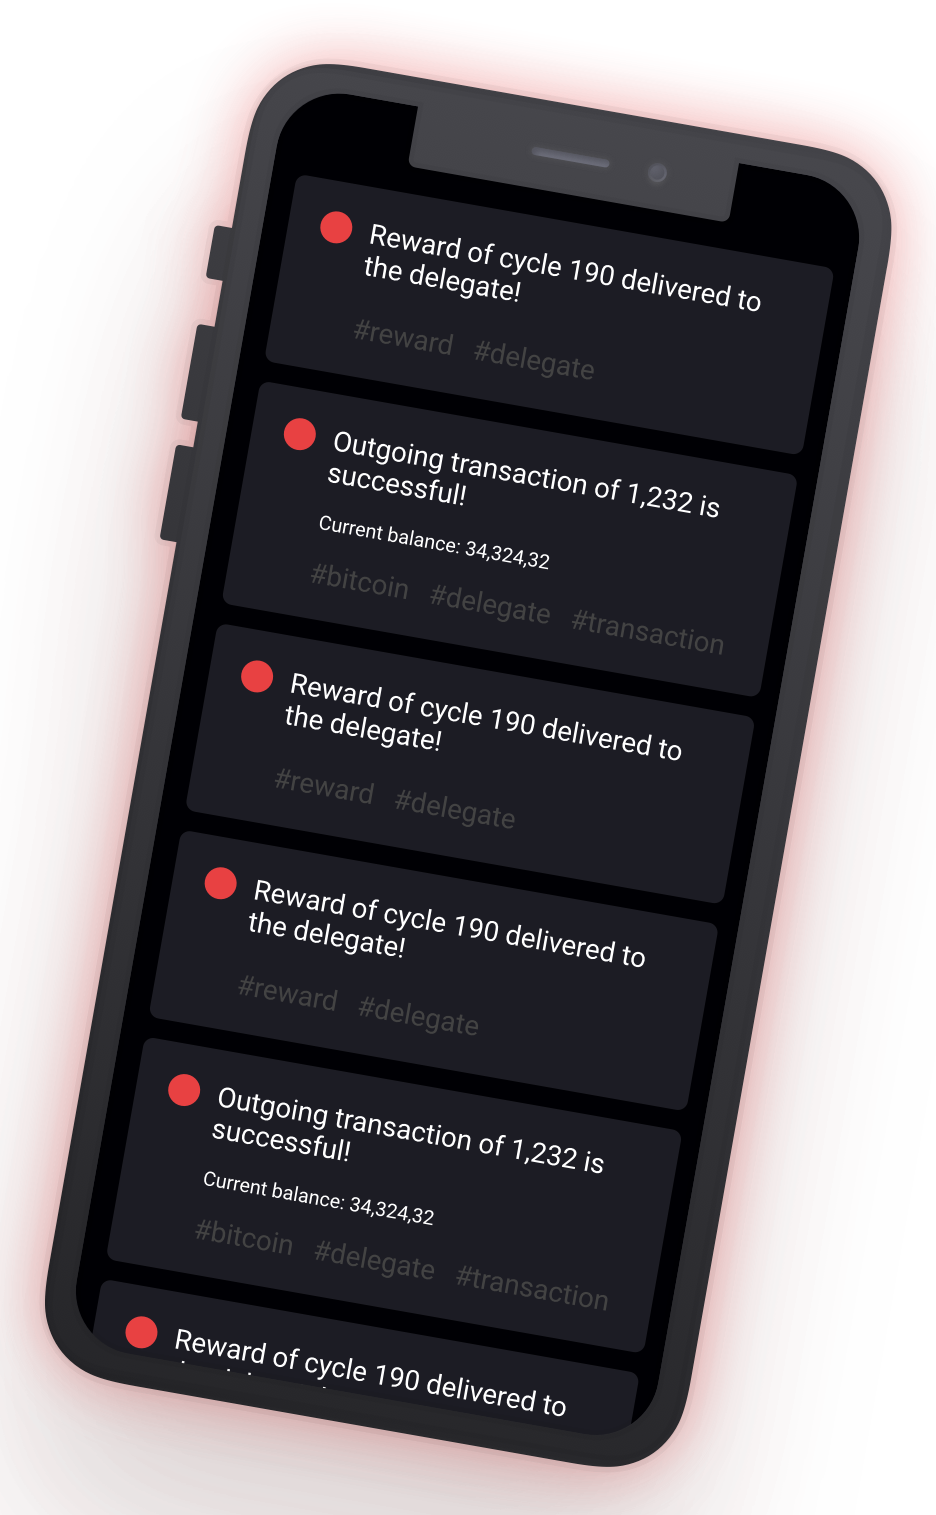 Reward of cycle 190 delivered to
the delegate!
#reward #delegate
Outgoing transaction of 1,232 is
successful!
Current balance: 34,324,32
#bitcoin #delegate #transaction
Reward of cycle 190 delivered to
the delegate!
#reward #delegate
Reward of cycle 190 delivered to
the delegate!
#reward #delegate
Outgoing transaction of 1,232 is
successful!
Current balance: 34,324,32
#bitcoin #delegate #transaction
Reward of cycle 190 delivered to